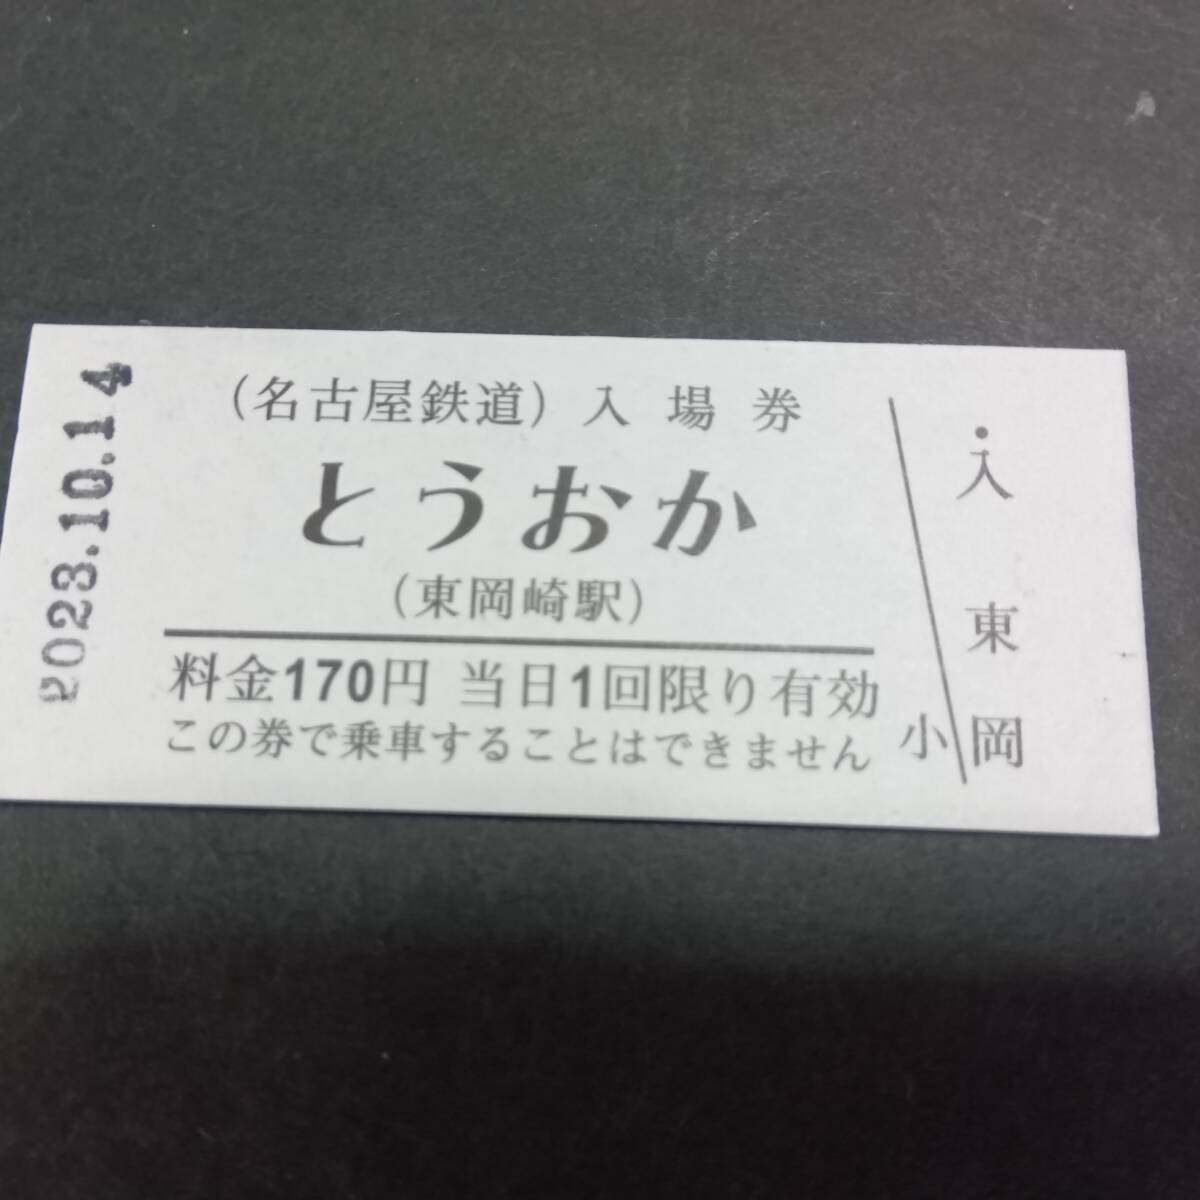 2023.10.14
(名古屋鉄道) 入場券
とうおか
(東岡崎駅)
料金170円 当日1回限り有効
この券で乗車することはできません
小
入
東
岡